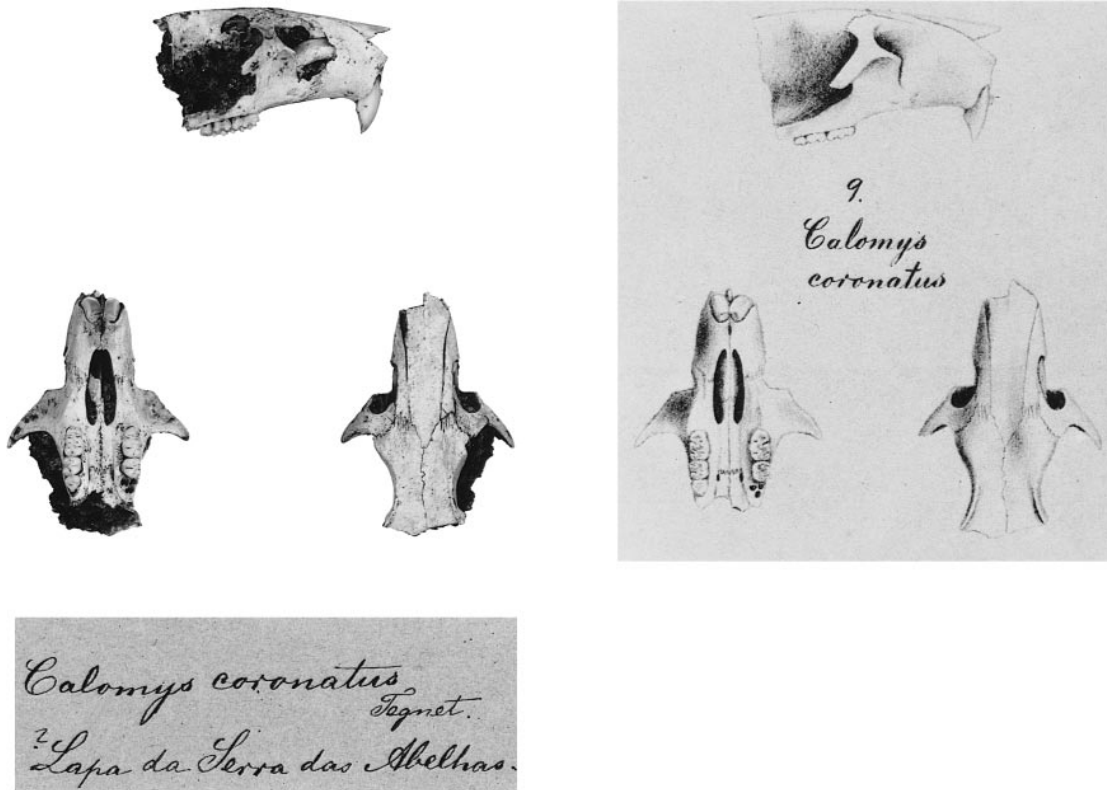 9.
Calomys
coronatus
Calomys coronatus
Tegnet.
? Lapa da Serra das Abelhas.